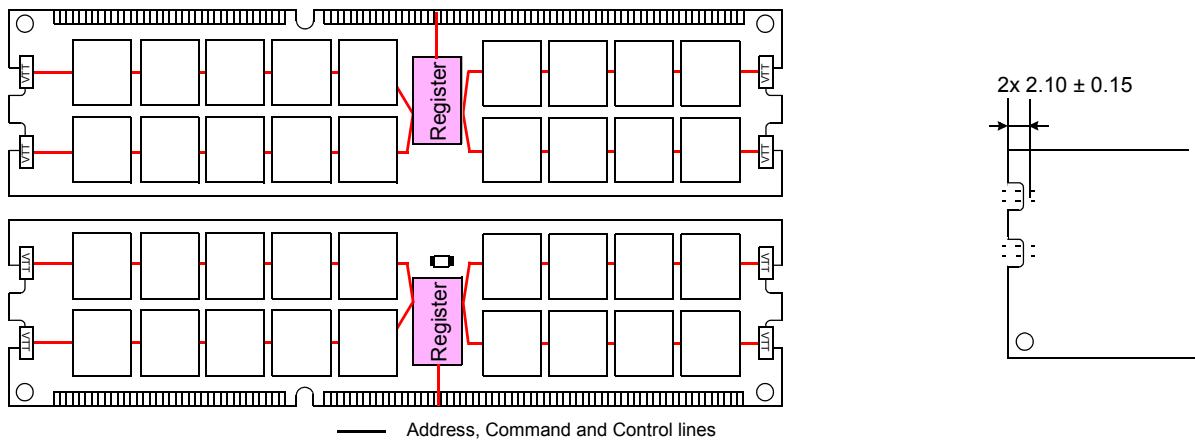 VTT
VTT
Register
VTT
VTT
2x 2.10 ± 0.15
VTT
VTT
Register
VTT
VTT
Address, Command and Control lines